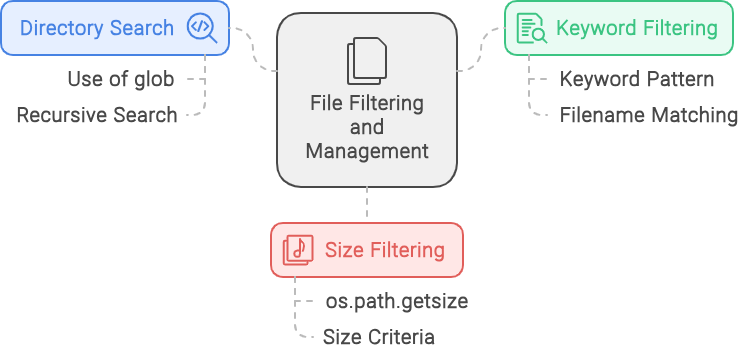 Directory Search
Use of glob
Recursive Search
File Filtering
and
Management
Keyword Filtering
Keyword Pattern
Filename Matching
Size Filtering
os.path.getsize
Size Criteria